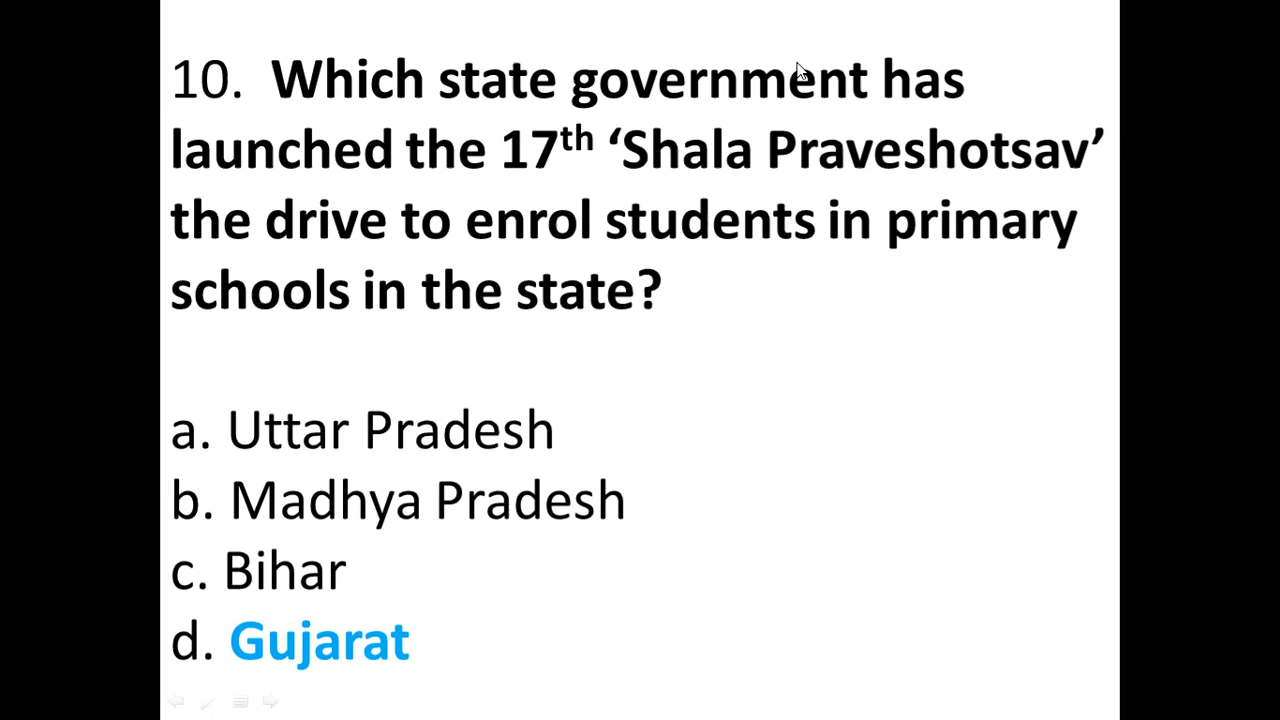 10. Which state government has
launched the 17th ‘Shala Praveshotsav’
the drive to enrol students in primary
schools in the state?
a. Uttar Pradesh
b. Madhya Pradesh
c. Bihar
d. Gujarat